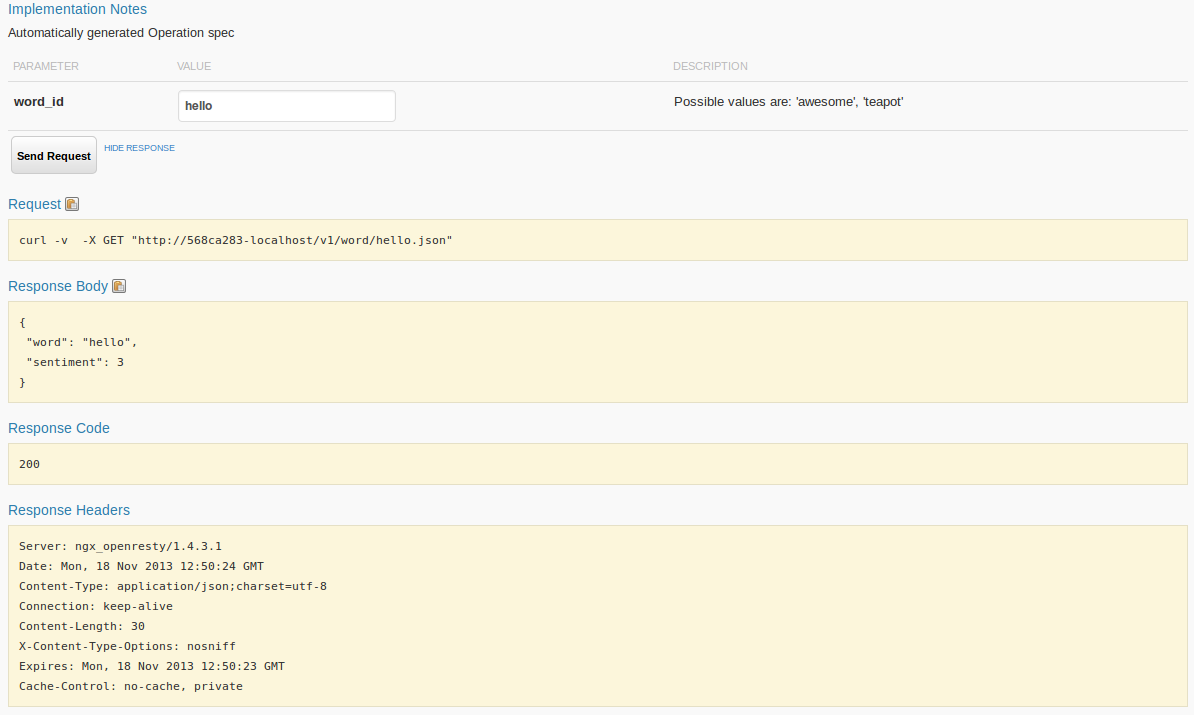 Implementation Notes
Automatically generated Operation spec
PARAMETER VALUE DESCRIPTION
word_id hello Possible values are: 'awesome', 'teapot'
Send Request HIDE RESPONSE
Request
curl -v  -X GET "http://568ca283-localhost/v1/word/hello.json"
Response Body
{
 "word": "hello",
 "sentiment": 3
}
Response Code
200
Response Headers
Server: ngx_openresty/1.4.3.1
Date: Mon, 18 Nov 2013 12:50:24 GMT
Content-Type: application/json;charset=utf-8
Connection: keep-alive
Content-Length: 30
X-Content-Type-Options: nosniff
Expires: Mon, 18 Nov 2013 12:50:23 GMT
Cache-Control: no-cache, private